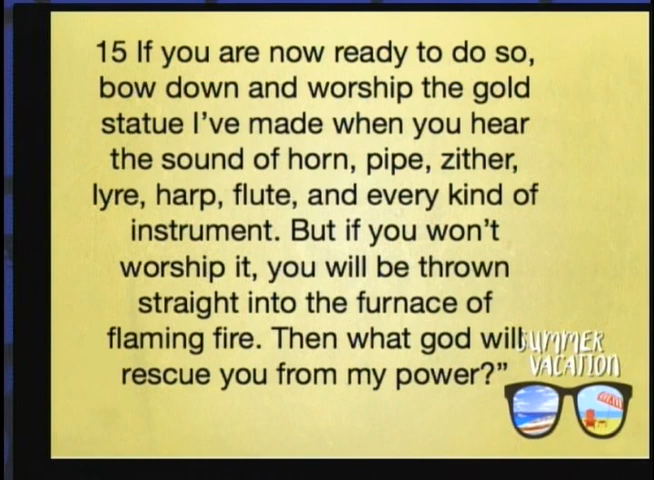 15 If you are now ready to do so,
bow down and worship the gold
statue I’ve made when you hear
the sound of horn, pipe, zither,
lyre, harp, flute, and every kind of
instrument. But if you won’t
worship it, you will be thrown
straight into the furnace of
flaming fire. Then what god will
rescue you from my power?”
SUMMER
VACATION